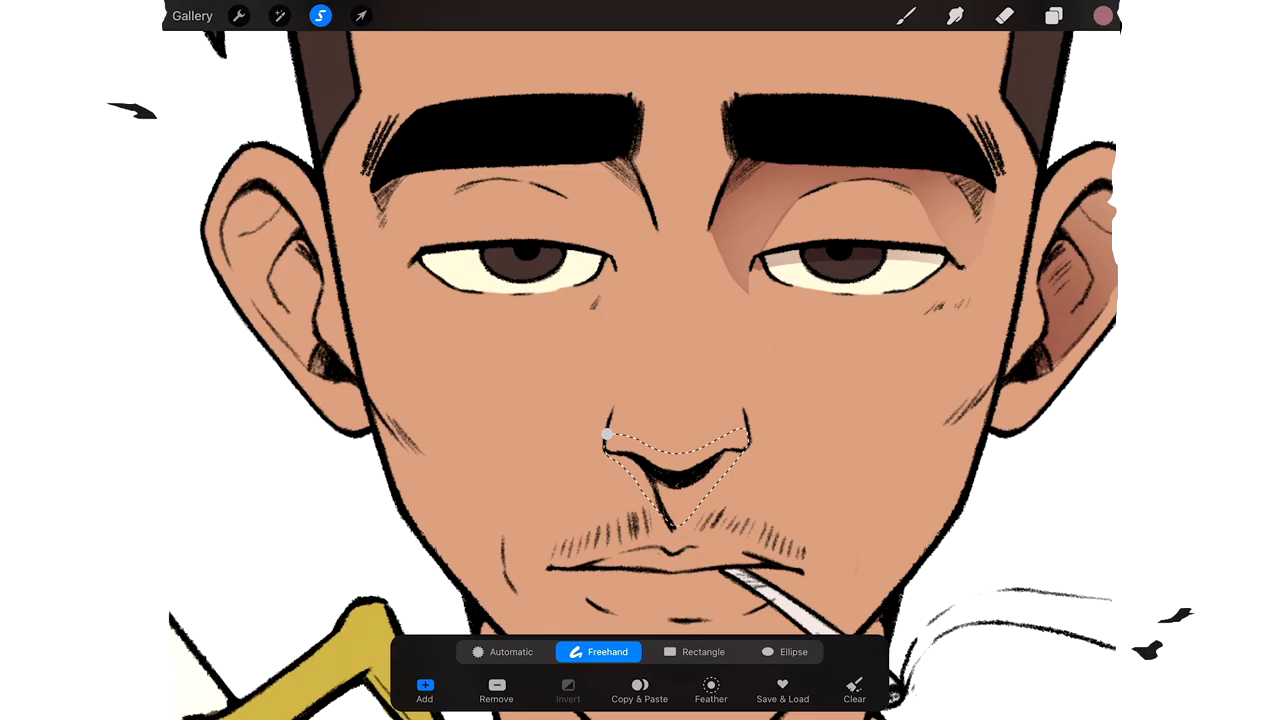 Gallery
Automatic
Freehand
Rectangle
Ellipse
Add
Remove
Invert
Copy & Paste
Feather
Save & Load
Clear